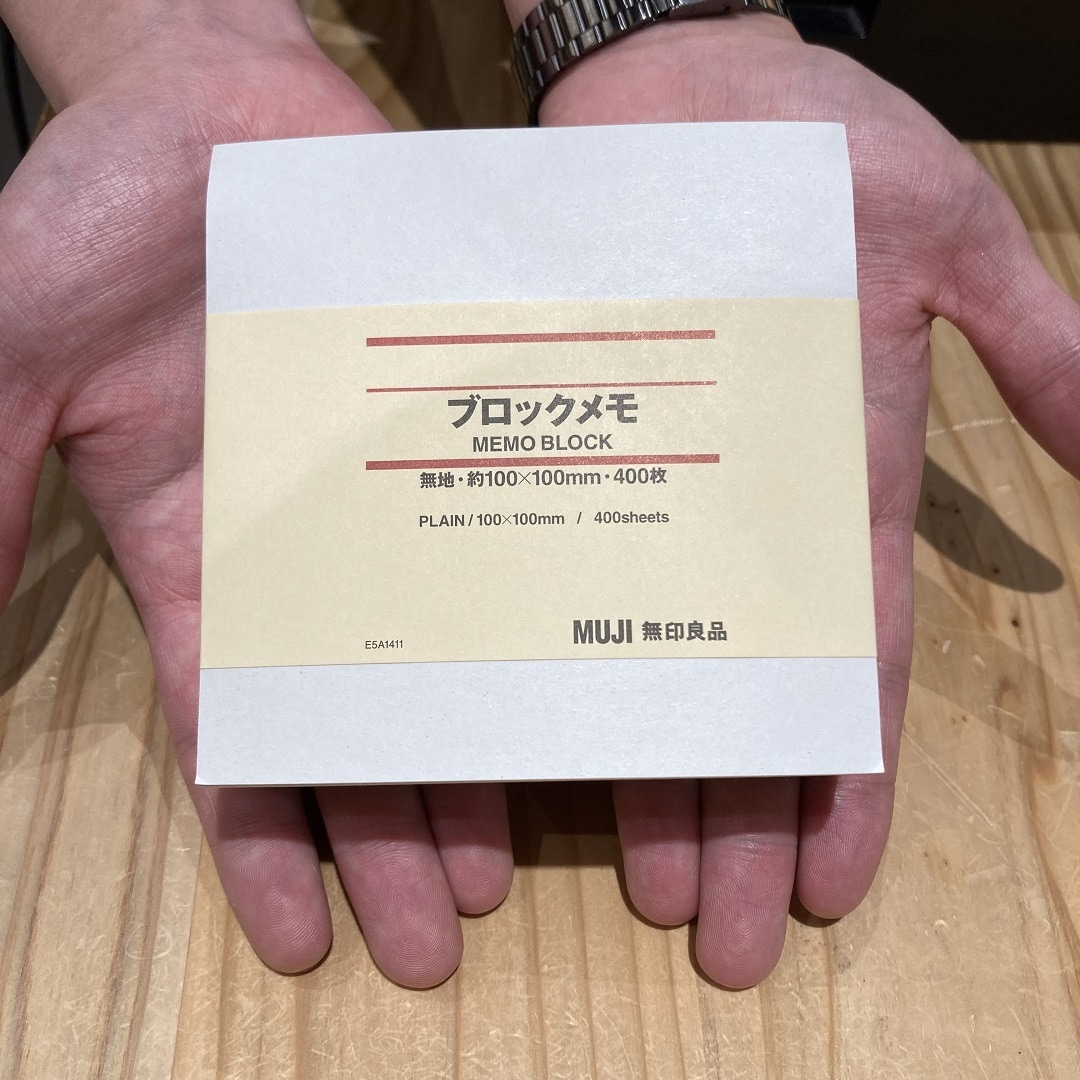 ブロックメモ
MEMO BLOCK
無地・約100×100mm・400枚
PLAIN / 100×100mm / 400sheets
MUJI 無印良品
E5A1411